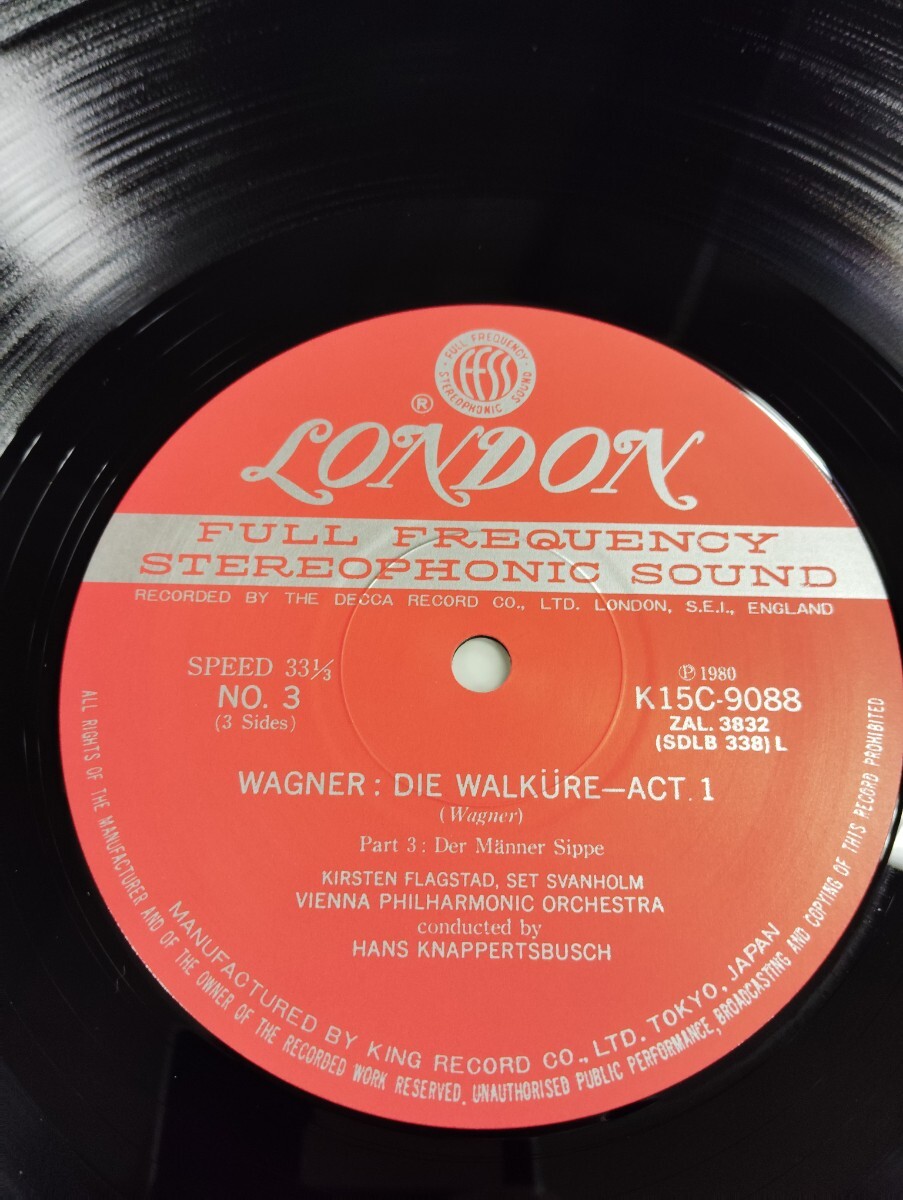 FULL FREQUENCY
FFSS
STEREOPHONIC SOUND
®
LONDON
FULL FREQUENCY
STEREOPHONIC SOUND
RECORDED BY THE DECCA RECORD CO., LTD. LONDON, S.E.I., ENGLAND
SPEED 33⅓
NO. 3
(3 Sides)
℗ 1980
K15C-9088
ZAL. 3832
(SDLB 338) L
WAGNER : DIE WALKÜRE—ACT. 1
(Wagner)
Part 3 : Der Männer Sippe
KIRSTEN FLAGSTAD, SET SVANHOLM
VIENNA PHILHARMONIC ORCHESTRA
conducted by
HANS KNAPPERTSBUSCH
MANUFACTURED BY KING RECORD CO., LTD. TOKYO, JAPAN
ALL RIGHTS OF THE MANUFACTURER AND OF THE OWNER OF THE RECORDED WORK RESERVED. UNAUTHORISED PUBLIC PERFORMANCE, BROADCASTING AND COPYING OF THIS RECORD PROHIBITED